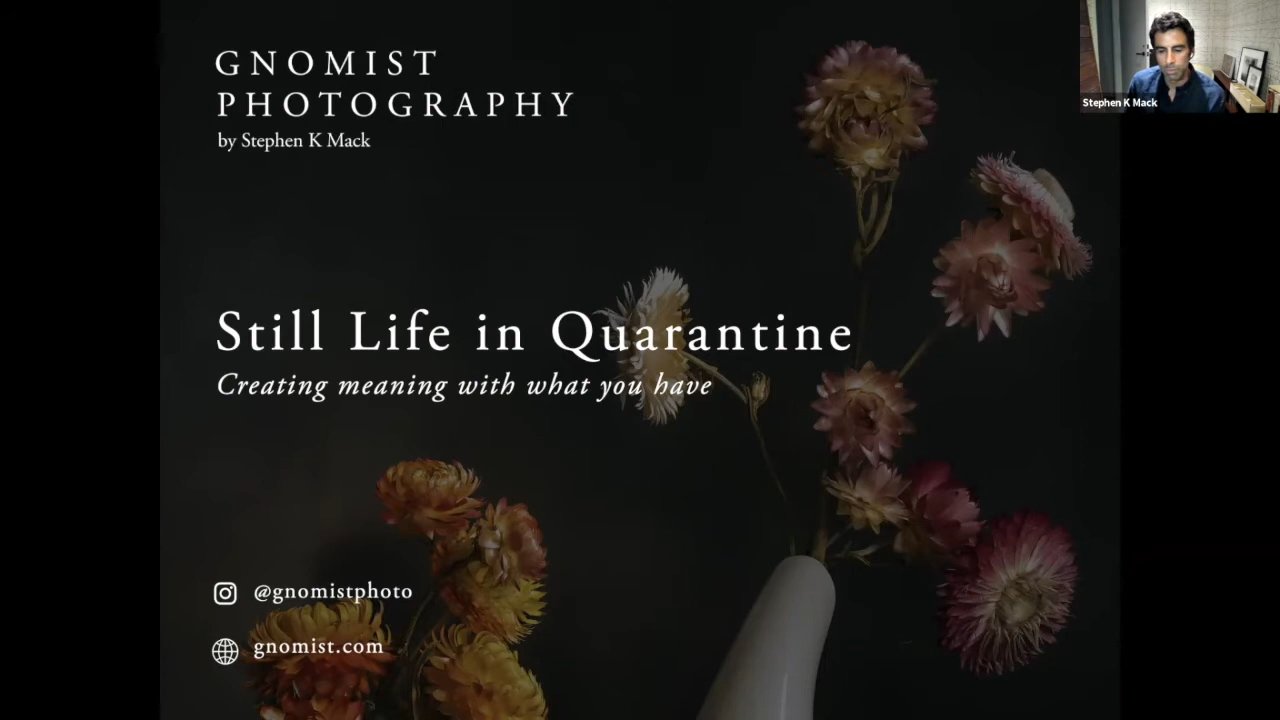 GNOMIST
PHOTOGRAPHY
by Stephen K Mack
Stephen K Mack
Still Life in Quarantine
Creating meaning with what you have
@gnomistphoto
gnomist.com